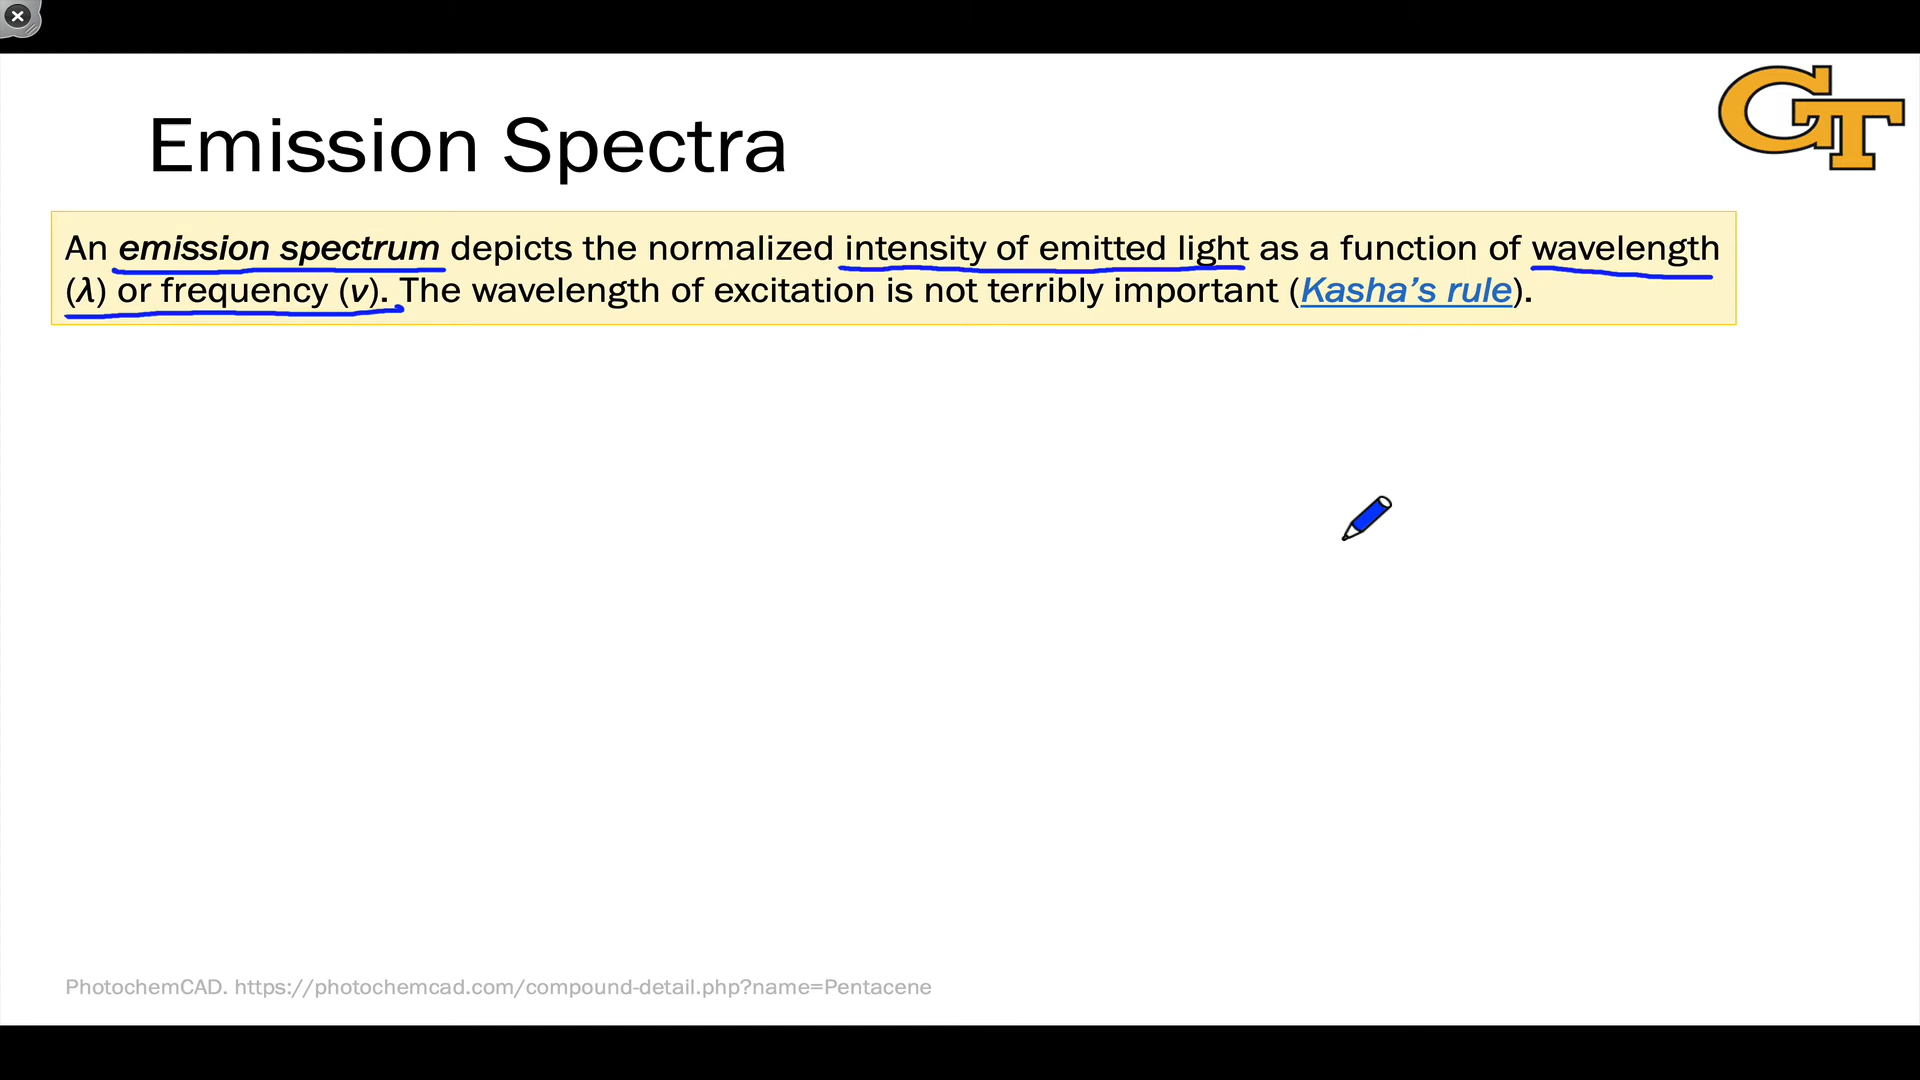 GT
Emission Spectra
An emission spectrum depicts the normalized intensity of emitted light as a function of wavelength
(λ) or frequency (ν). The wavelength of excitation is not terribly important (Kasha’s rule).
PhotochemCAD. https://photochemcad.com/compound-detail.php?name=Pentacene